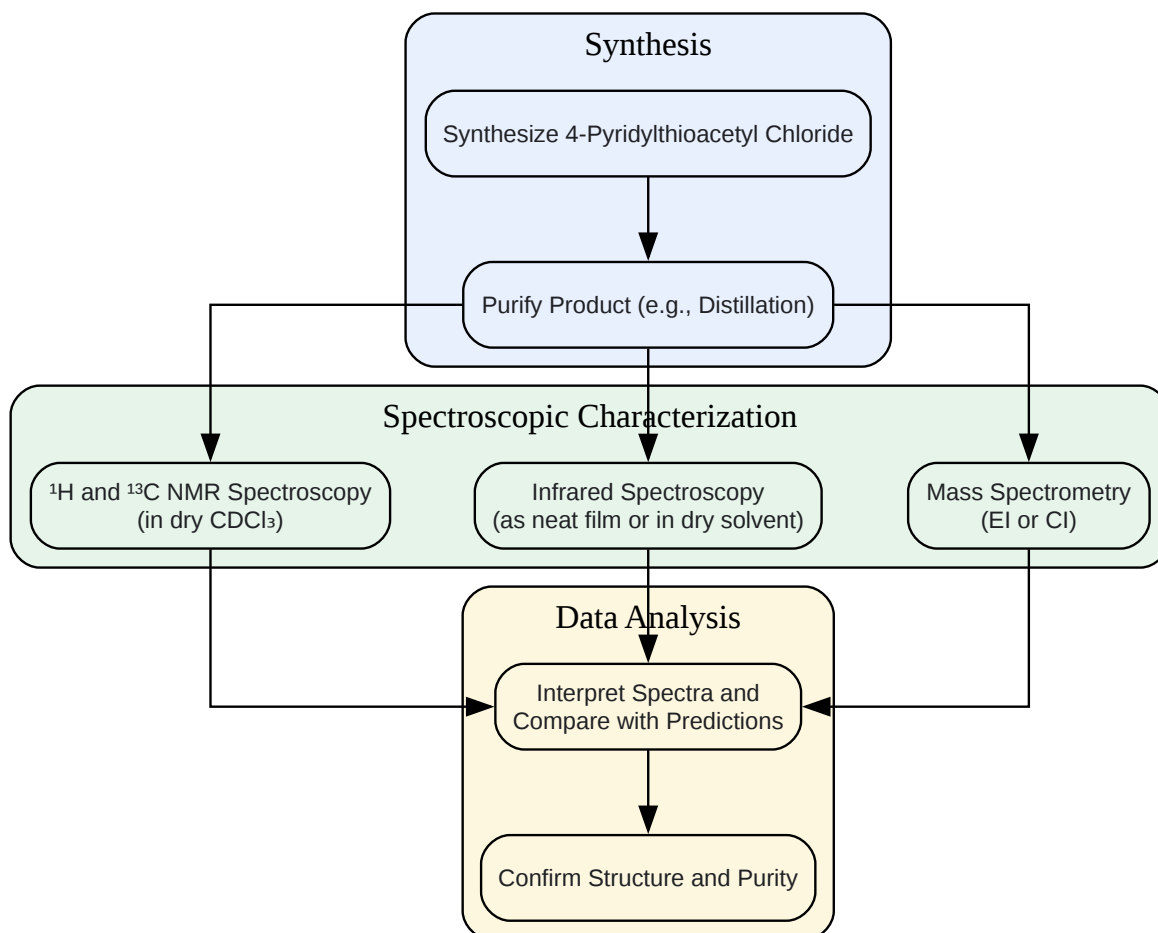 Synthesis
Synthesize 4-Pyridylthioacetyl Chloride
Purify Product (e.g., Distillation)
Spectroscopic Characterization
¹H and ¹³C NMR Spectroscopy
(in dry CDCl₃)
Infrared Spectroscopy
(as neat film or in dry solvent)
Mass Spectrometry
(EI or CI)
Data Analysis
Interpret Spectra and
Compare with Predictions
Confirm Structure and Purity